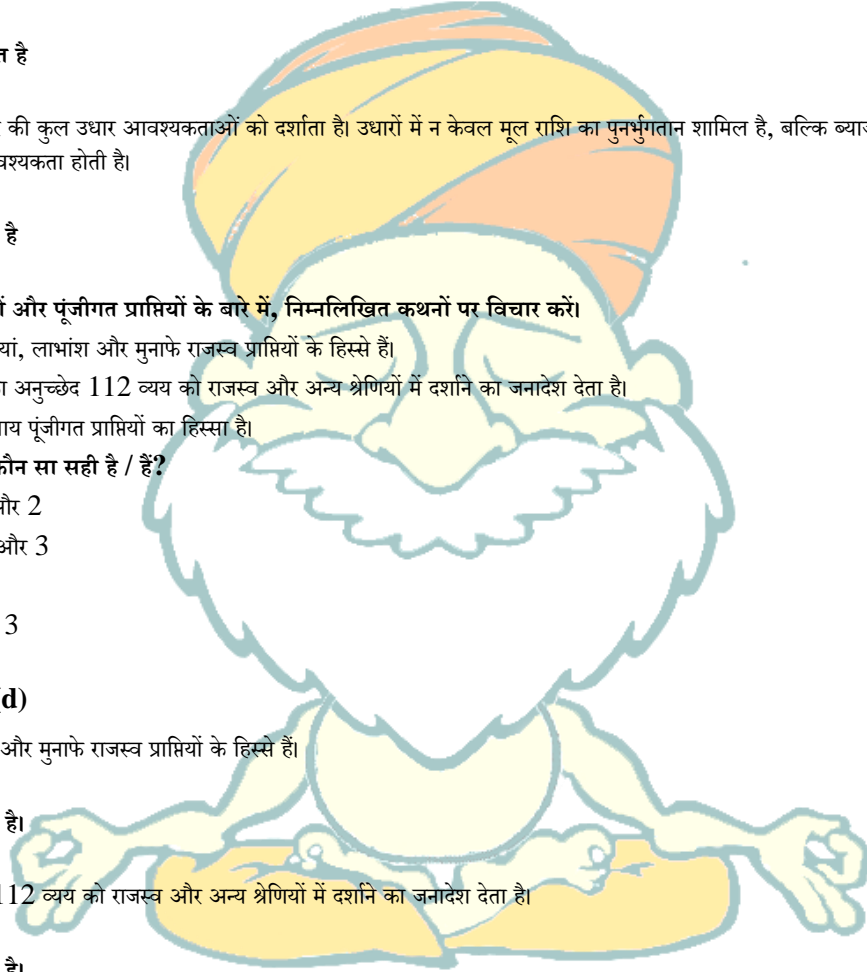 है
की कुल उधार आवश्यकताओं को दर्शाता है। उधारों में न केवल मूल राशि का पुनर्भुगतान शामिल है, बल्कि
होती है।
है
और पूंजीगत प्राप्तियों के बारे में, निम्नलिखित कथनों पर विचार करें।
लाभांश और मुनाफे राजस्व प्राप्तियों के हिस्से हैं।
अनुच्छेद 112 व्यय को राजस्व और अन्य श्रेणियों में दर्शाने का जनादेश देता है।
पूंजीगत प्राप्तियों का हिस्सा है।
कौन सा सही है / हैं?
और 2
और 3
3
(d)
और मुनाफे राजस्व प्राप्तियों के हिस्से हैं।
है।
112 व्यय को राजस्व और अन्य श्रेणियों में दर्शाने का जनादेश देता है।
है।